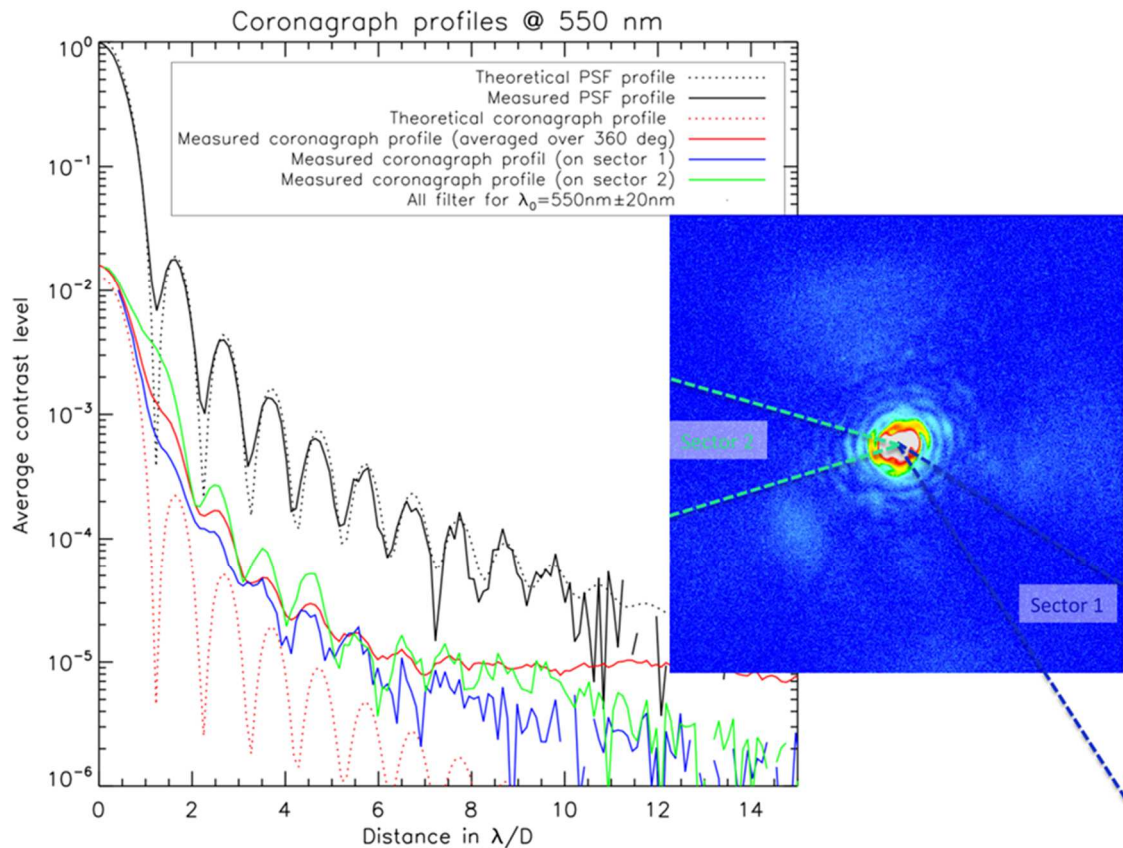 Coronagraph profiles @ 550 nm
10⁰
Theoretical PSF profile
Measured PSF profile
Theoretical coronagraph profile
Measured coronagraph profile (averaged over 360 deg)
Measured coronagraph profil (on sector 1)
Measured coronagraph profile (on sector 2)
All filter for λ₀=550nm±20nm
10⁻¹
10⁻²
10⁻³
10⁻⁴
10⁻⁵
10⁻⁶
Average contrast level
0 2 4 6 8 10 12 14
Distance in λ/D
Sector 2
Sector 1